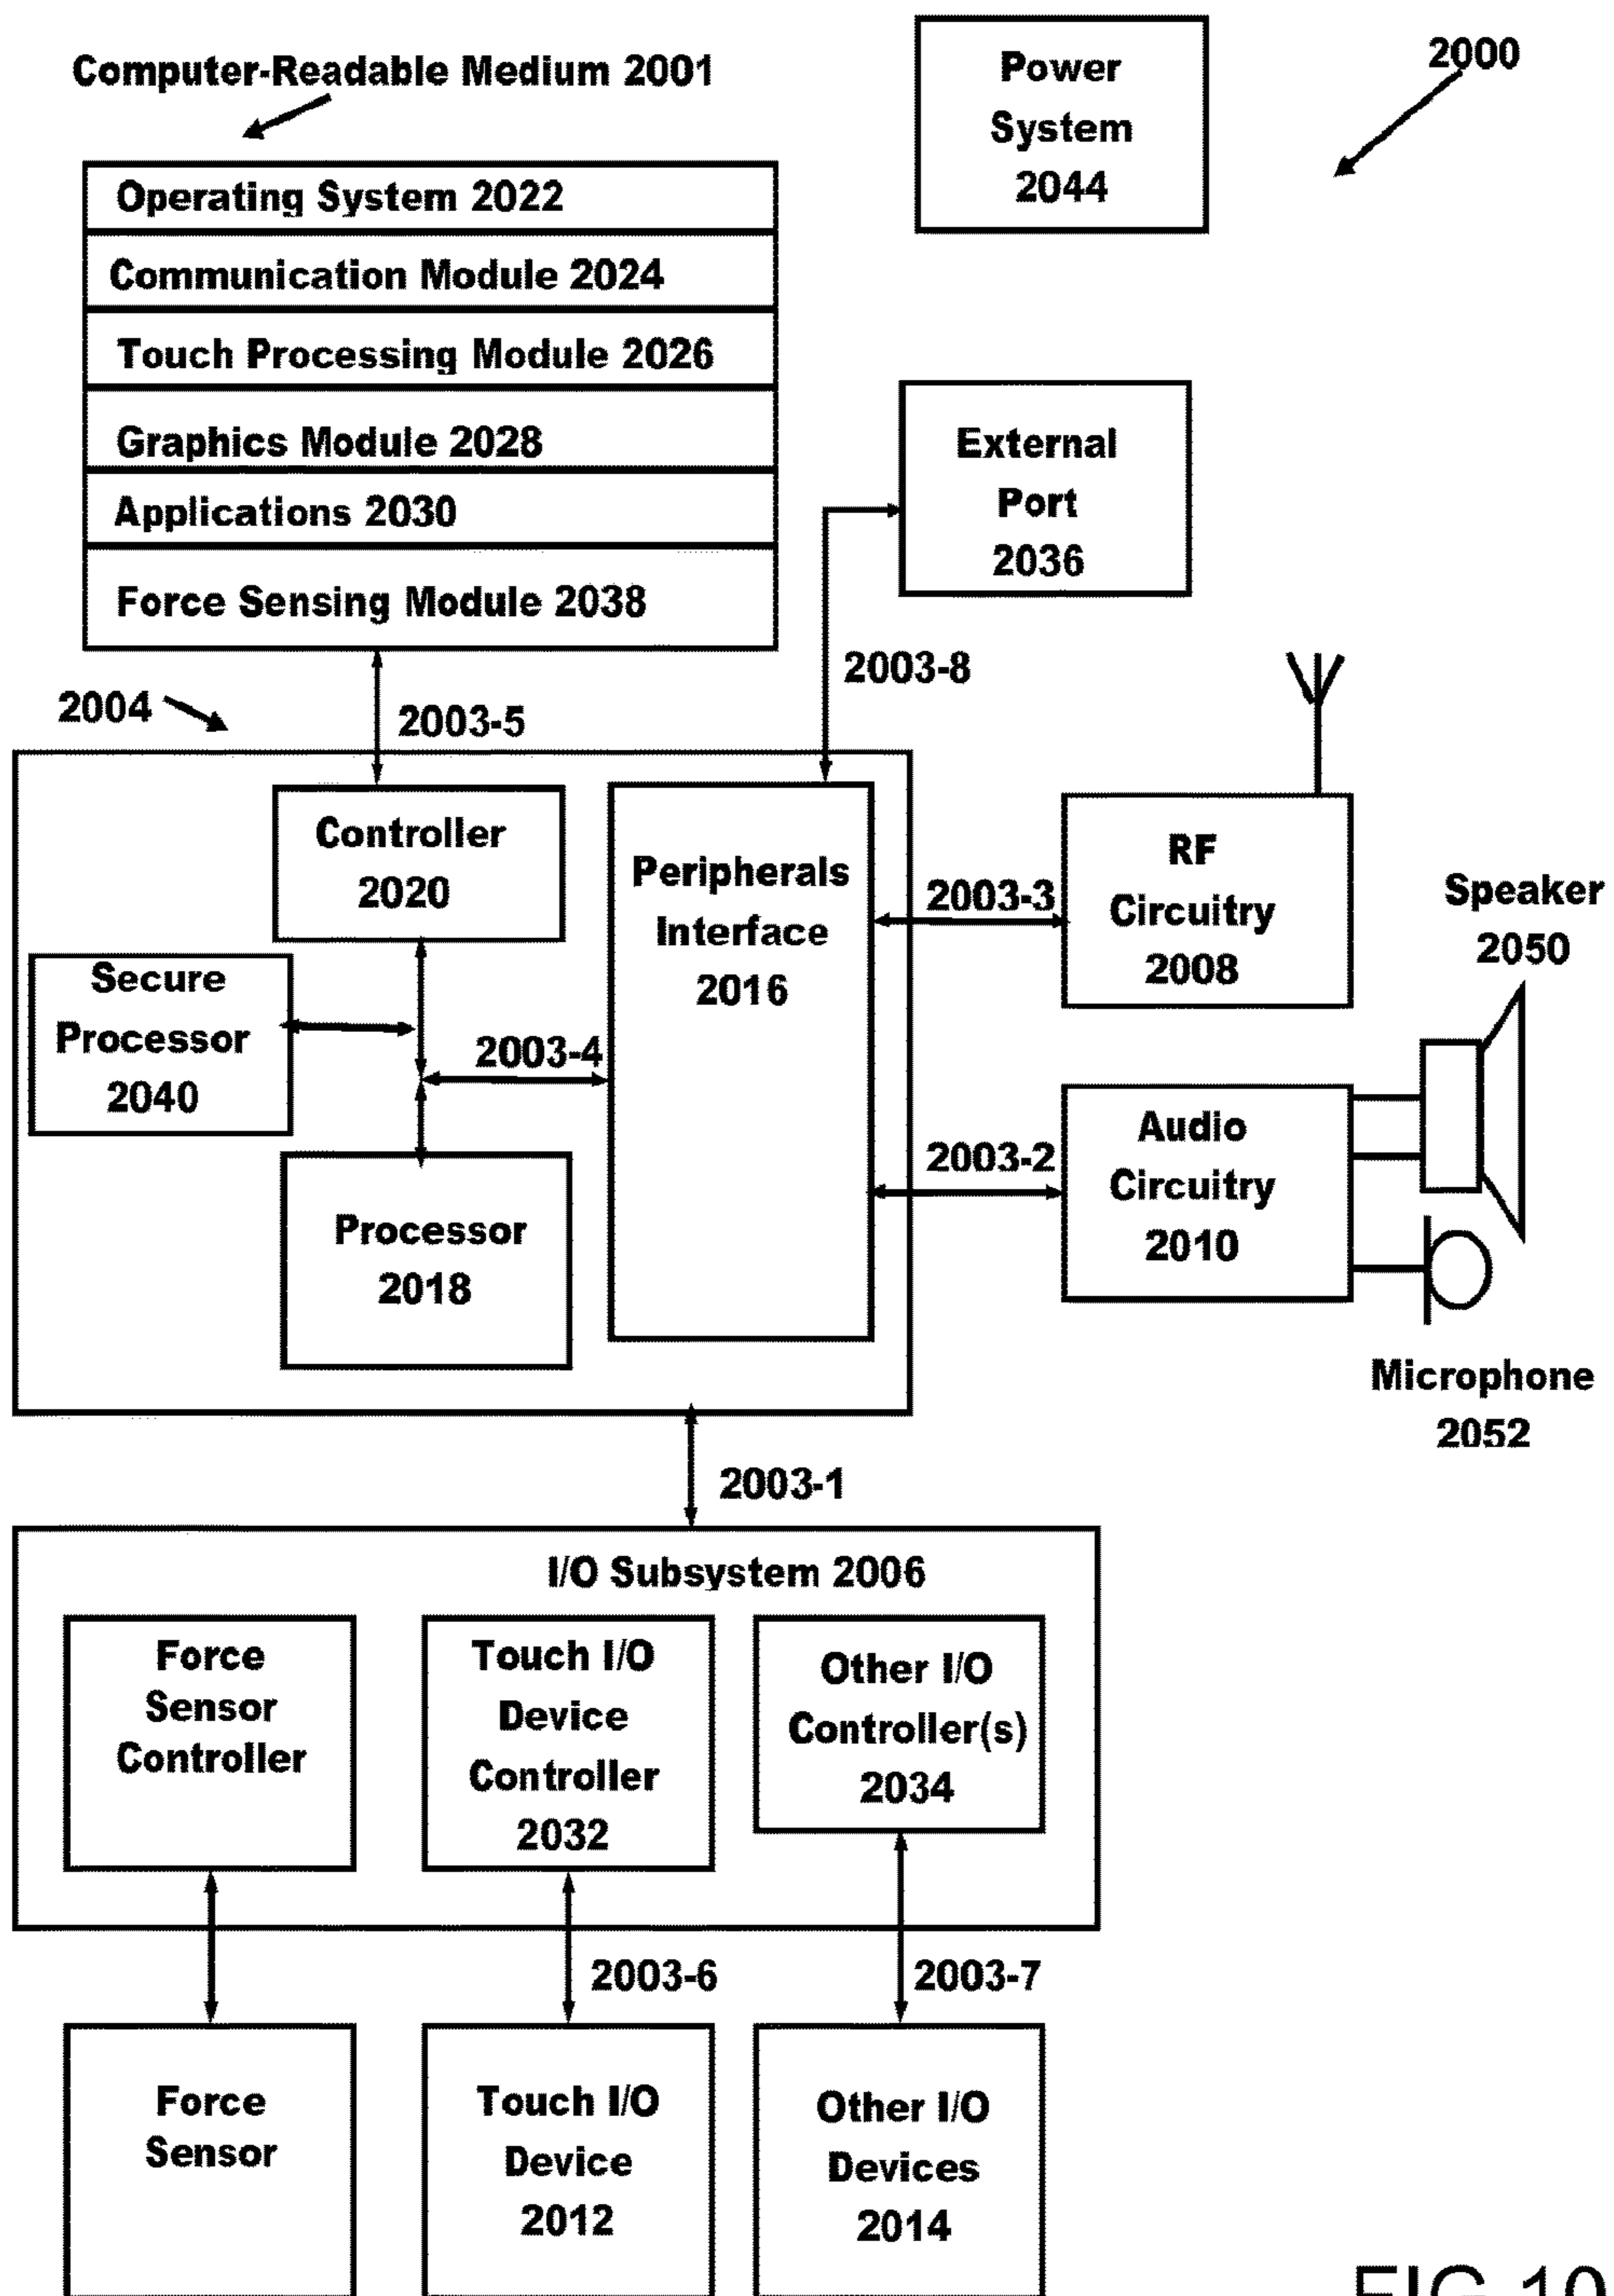 Computer-Readable Medium 2001
Power
System
2044
2000
Operating System 2022
Communication Module 2024
Touch Processing Module 2026
Graphics Module 2028
Applications 2030
Force Sensing Module 2038
External
Port
2036
2003-8
2004
2003-5
Controller
2020
Peripherals
Interface
2016
2003-3
RF
Circuitry
2008
Speaker
2050
Secure
Processor
2040
2003-4
Processor
2018
2003-2
Audio
Circuitry
2010
Microphone
2052
2003-1
I/O Subsystem 2006
Force
Sensor
Controller
Touch I/O
Device
Controller
2032
Other I/O
Controller(s)
2034
2003-6
2003-7
Force
Sensor
Touch I/O
Device
2012
Other I/O
Devices
2014
FIG 10